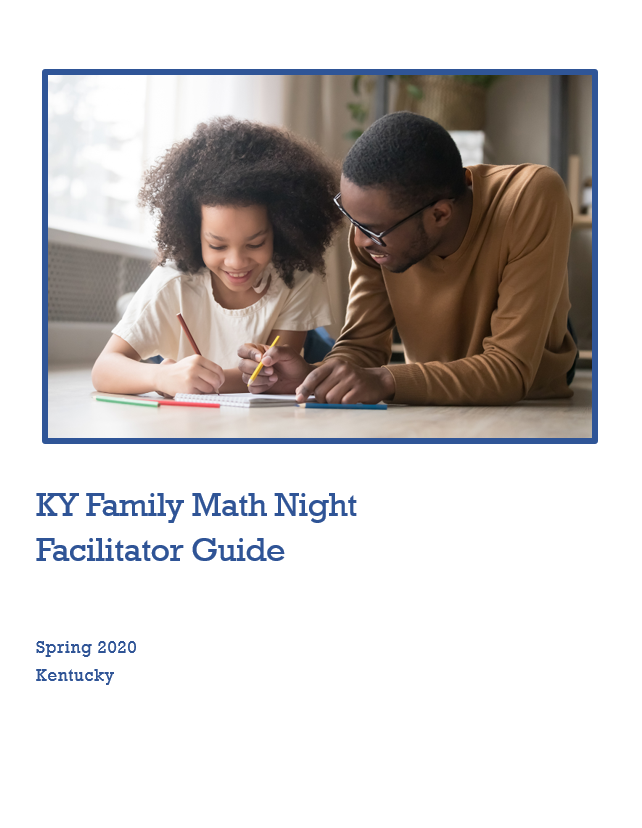 KY Family Math Night
Facilitator Guide
Spring 2020
Kentucky